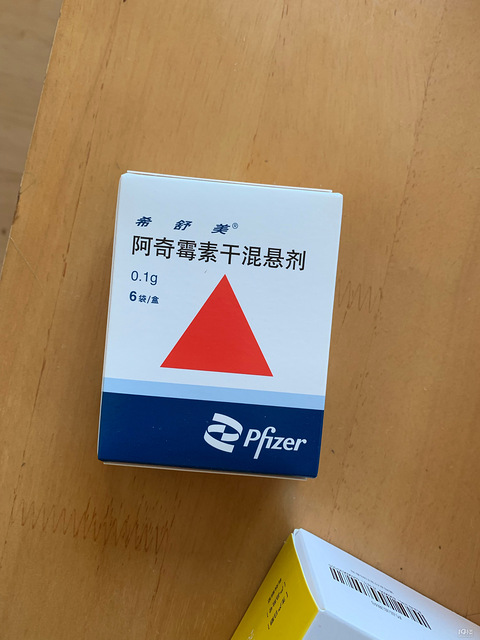 希舒美®
阿奇霉素干混悬剂
0.1g
6袋/盒
Pfizer